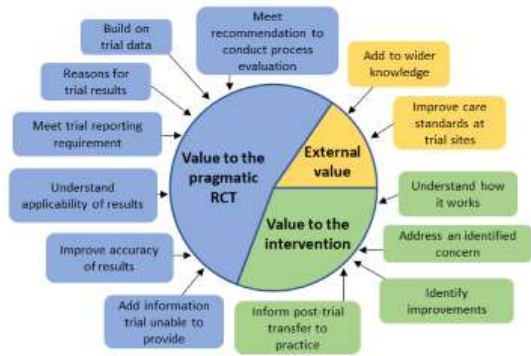 Meet
recommendation to
conduct process
evaluation
Build on
trial data
Reasons for
trial results
Meet trial reporting
requirement
Understand
applicability of results
Improve accuracy
of results
Add information
trial unable to
provide
Value to the
pragmatic
RCT
External
value
Value to the
intervention
Add to wider
knowledge
Improve care
standards at
trial sites
Understand how
it works
Address an identified
concern
Identify
improvements
Inform post-trial
transfer to
practice